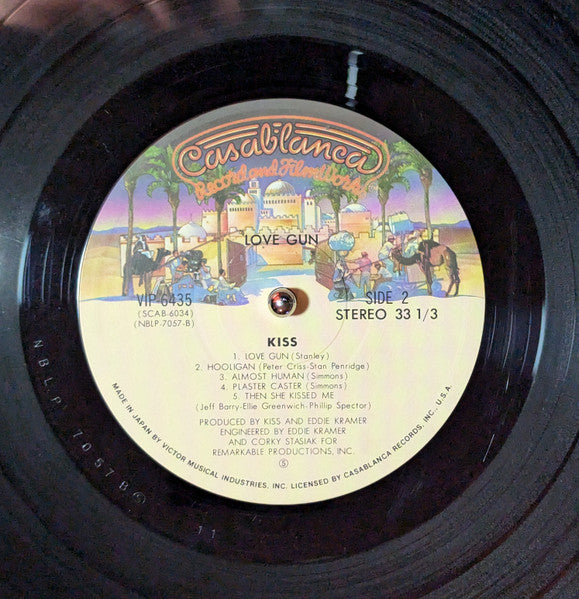 Casablanca
Record and FilmWorks
LOVE GUN
VIP-6435
(SCAB-6034)
(NBLP-7057-B)
SIDE 2
STEREO 33 1/3
KISS
1. LOVE GUN (Stanley)
2. HOOLIGAN (Peter Criss-Stan Penridge)
3. ALMOST HUMAN (Simmons)
4. PLASTER CASTER (Simmons)
5. THEN SHE KISSED ME
(Jeff Barry-Ellie Greenwich-Phillip Spector)
PRODUCED BY KISS AND EDDIE KRAMER
ENGINEERED BY EDDIE KRAMER
AND CORKY STASIAK FOR
REMARKABLE PRODUCTIONS, INC.
Ⓢ
MADE IN JAPAN BY VICTOR MUSICAL INDUSTRIES, INC. LICENSED BY CASABLANCA RECORDS, INC., U.S.A.
NBLP 7057B
11